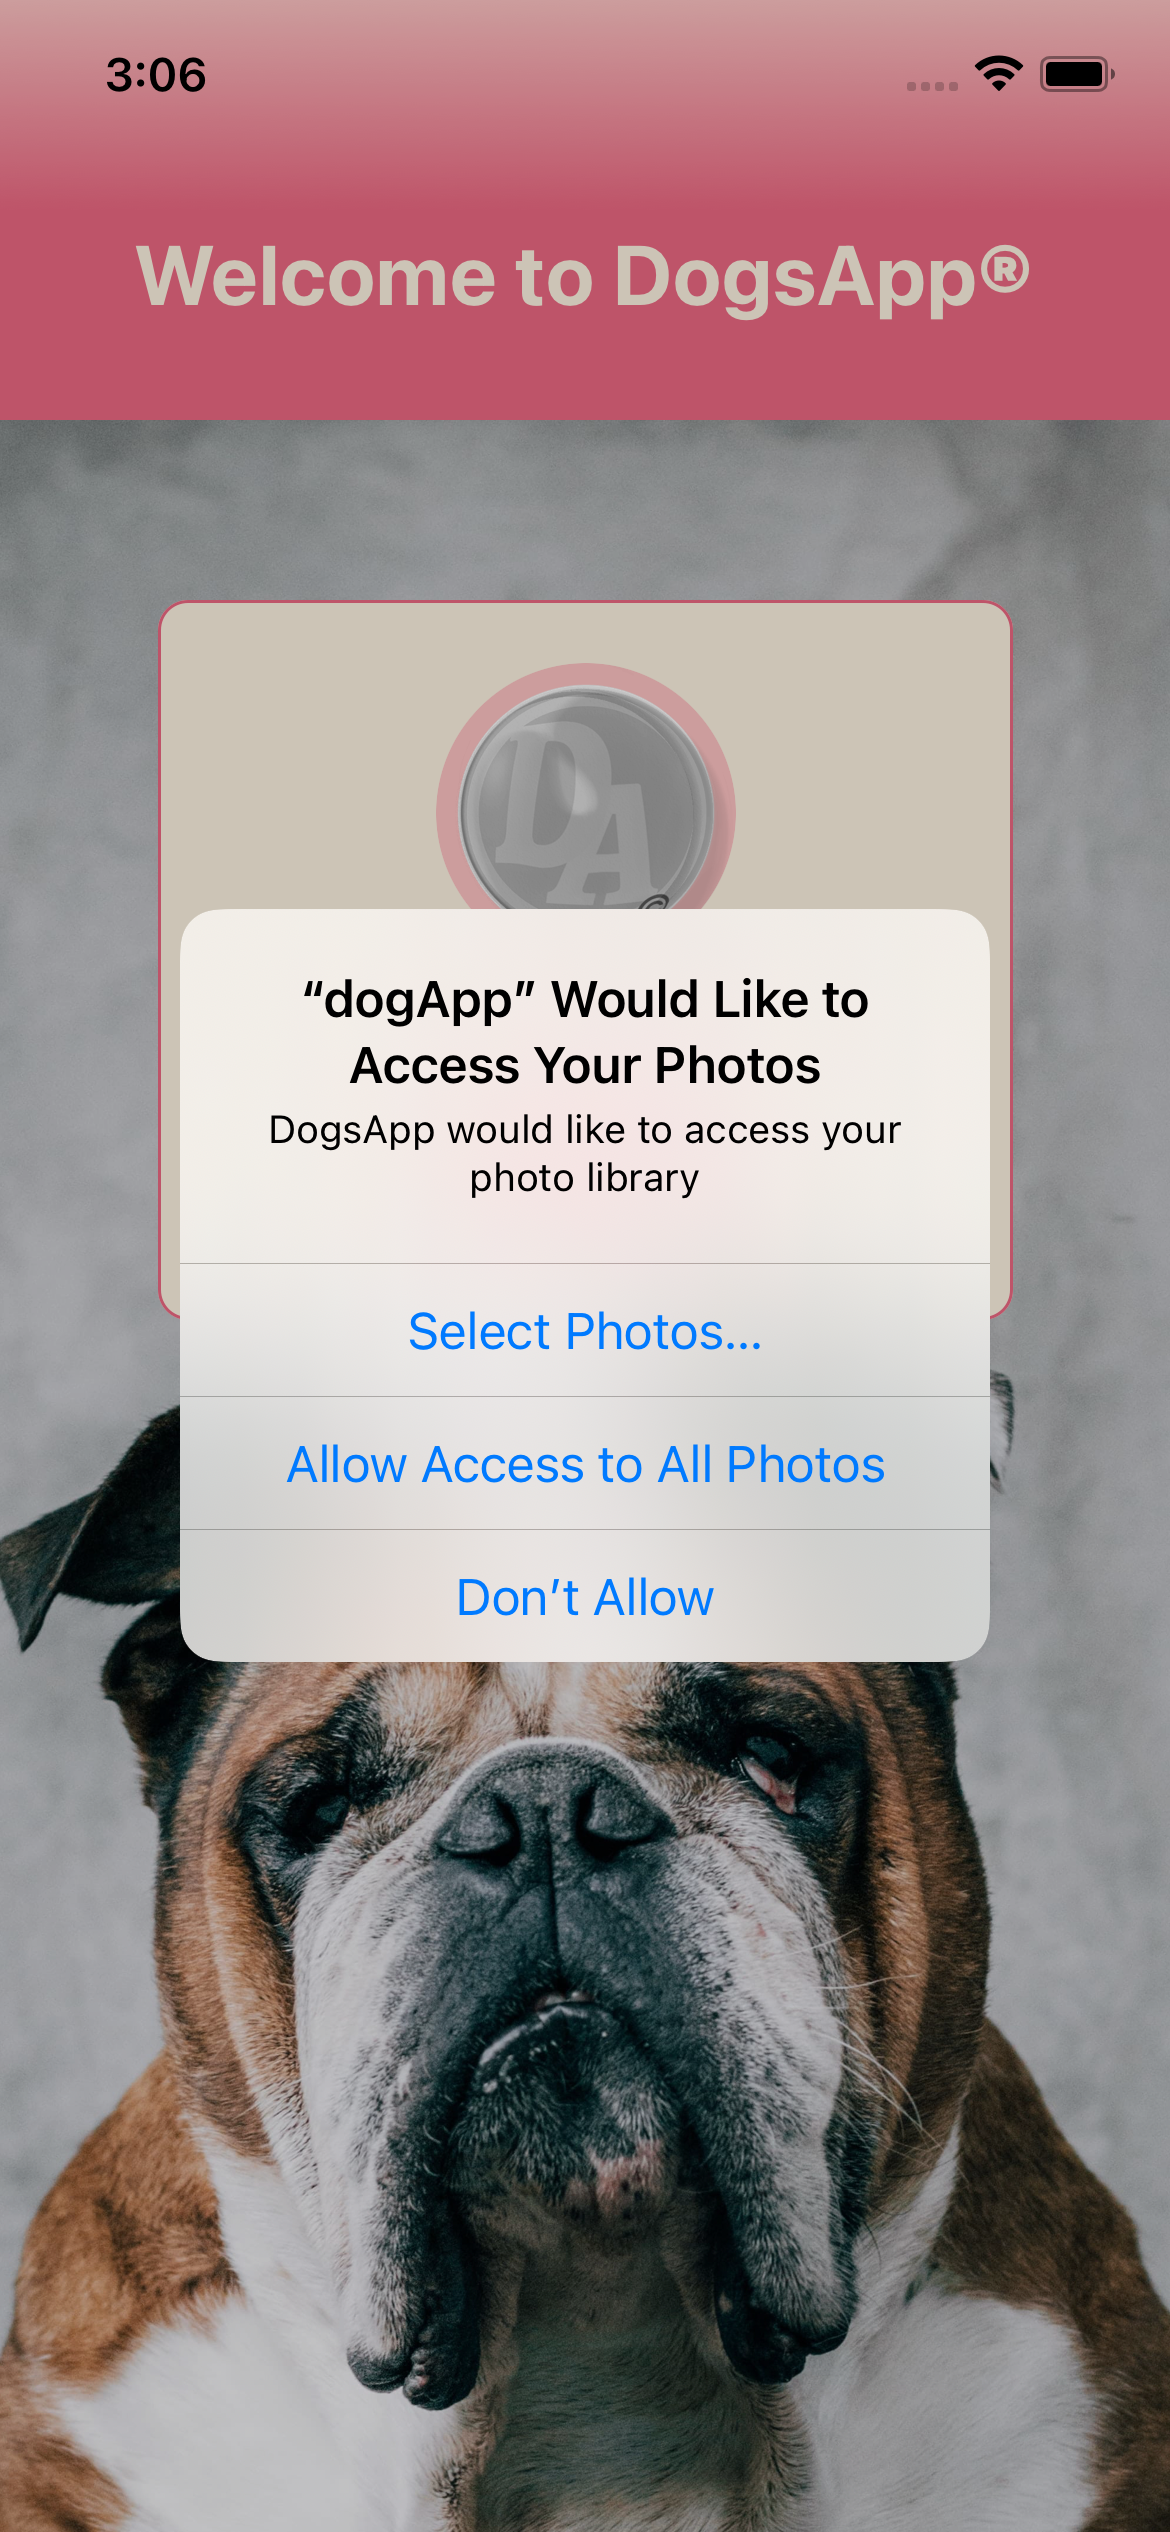 3:06
Welcome to DogsApp®
DA
“dogApp” Would Like to
Access Your Photos
DogsApp would like to access your
photo library
Select Photos...
Allow Access to All Photos
Don’t Allow